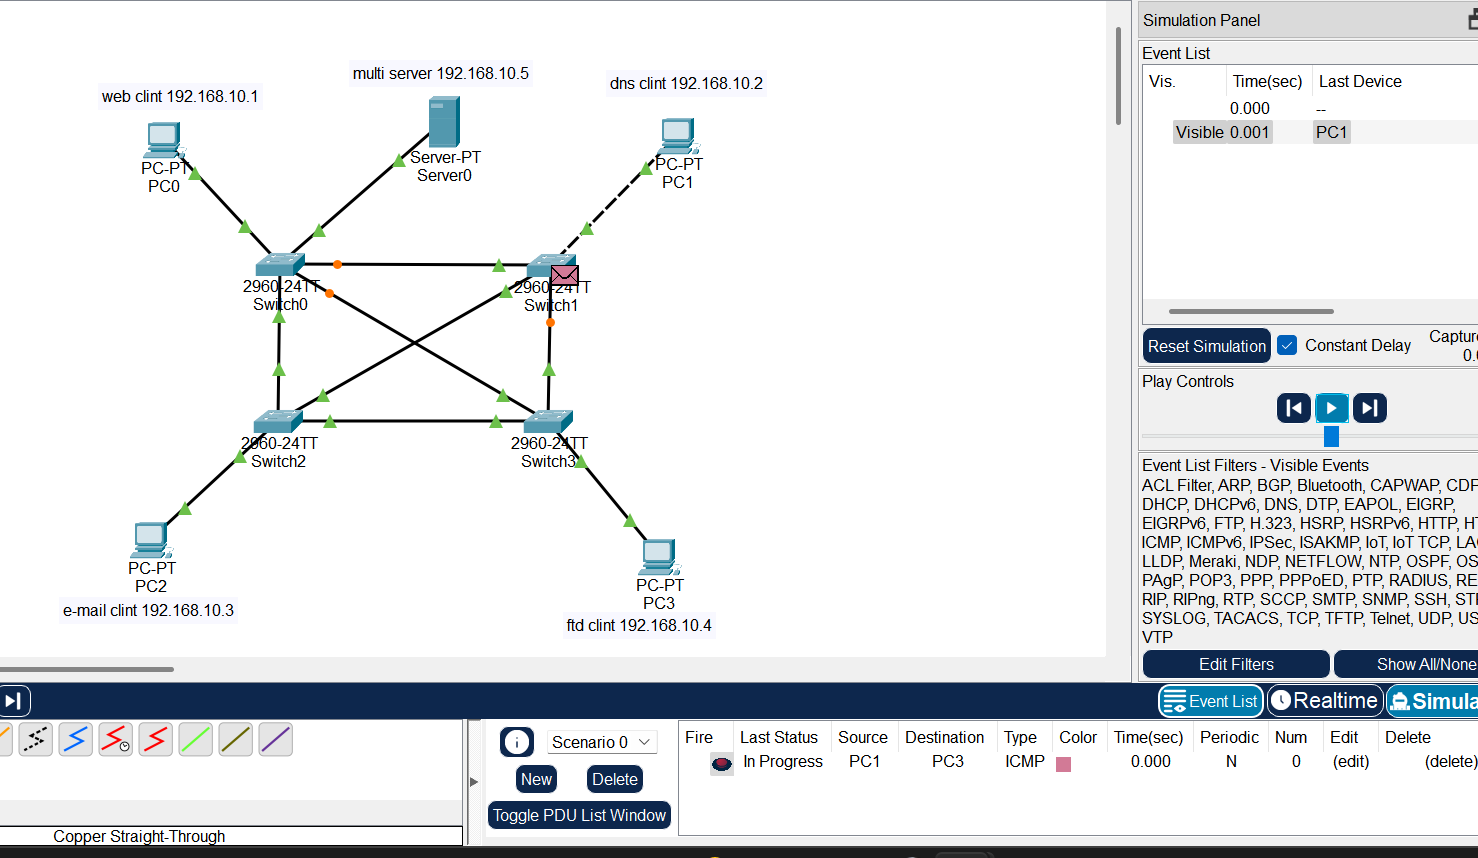 Simulation Panel
Event List
Vis. Time(sec) Last Device
0.000 --
Visible 0.001 PC1
multi server 192.168.10.5
web clint 192.168.10.1
dns clint 192.168.10.2
PC-PT
PC0
Server-PT
Server0
PC-PT
PC1
2960-24TT
Switch0
2960-24TT
Switch1
2960-24TT
Switch2
2960-24TT
Switch3
PC-PT
PC2
e-mail clint 192.168.10.3
PC-PT
PC3
ftd clint 192.168.10.4
Reset Simulation Constant Delay Captur
0.
Play Controls
Event List Filters - Visible Events
ACL Filter, ARP, BGP, Bluetooth, CAPWAP, CDP
DHCP, DHCPv6, DNS, DTP, EAPOL, EIGRP,
EIGRPv6, FTP, H.323, HSRP, HSRPv6, HTTP, HT
ICMP, ICMPv6, IPSec, ISAKMP, IoT, IoT TCP, LA
LLDP, Meraki, NDP, NETFLOW, NTP, OSPF, OS
PAgP, POP3, PPP, PPPoED, PTP, RADIUS, RE
RIP, RIPng, RTP, SCCP, SMTP, SNMP, SSH, ST
SYSLOG, TACACS, TCP, TFTP, Telnet, UDP, US
VTP
Edit Filters Show All/None
Event List Realtime Simula
Scenario 0
New Delete
Toggle PDU List Window
Fire Last Status Source Destination Type Color Time(sec) Periodic Num Edit Delete
In Progress PC1 PC3 ICMP 0.000 N 0 (edit) (delete)
Copper Straight-Through